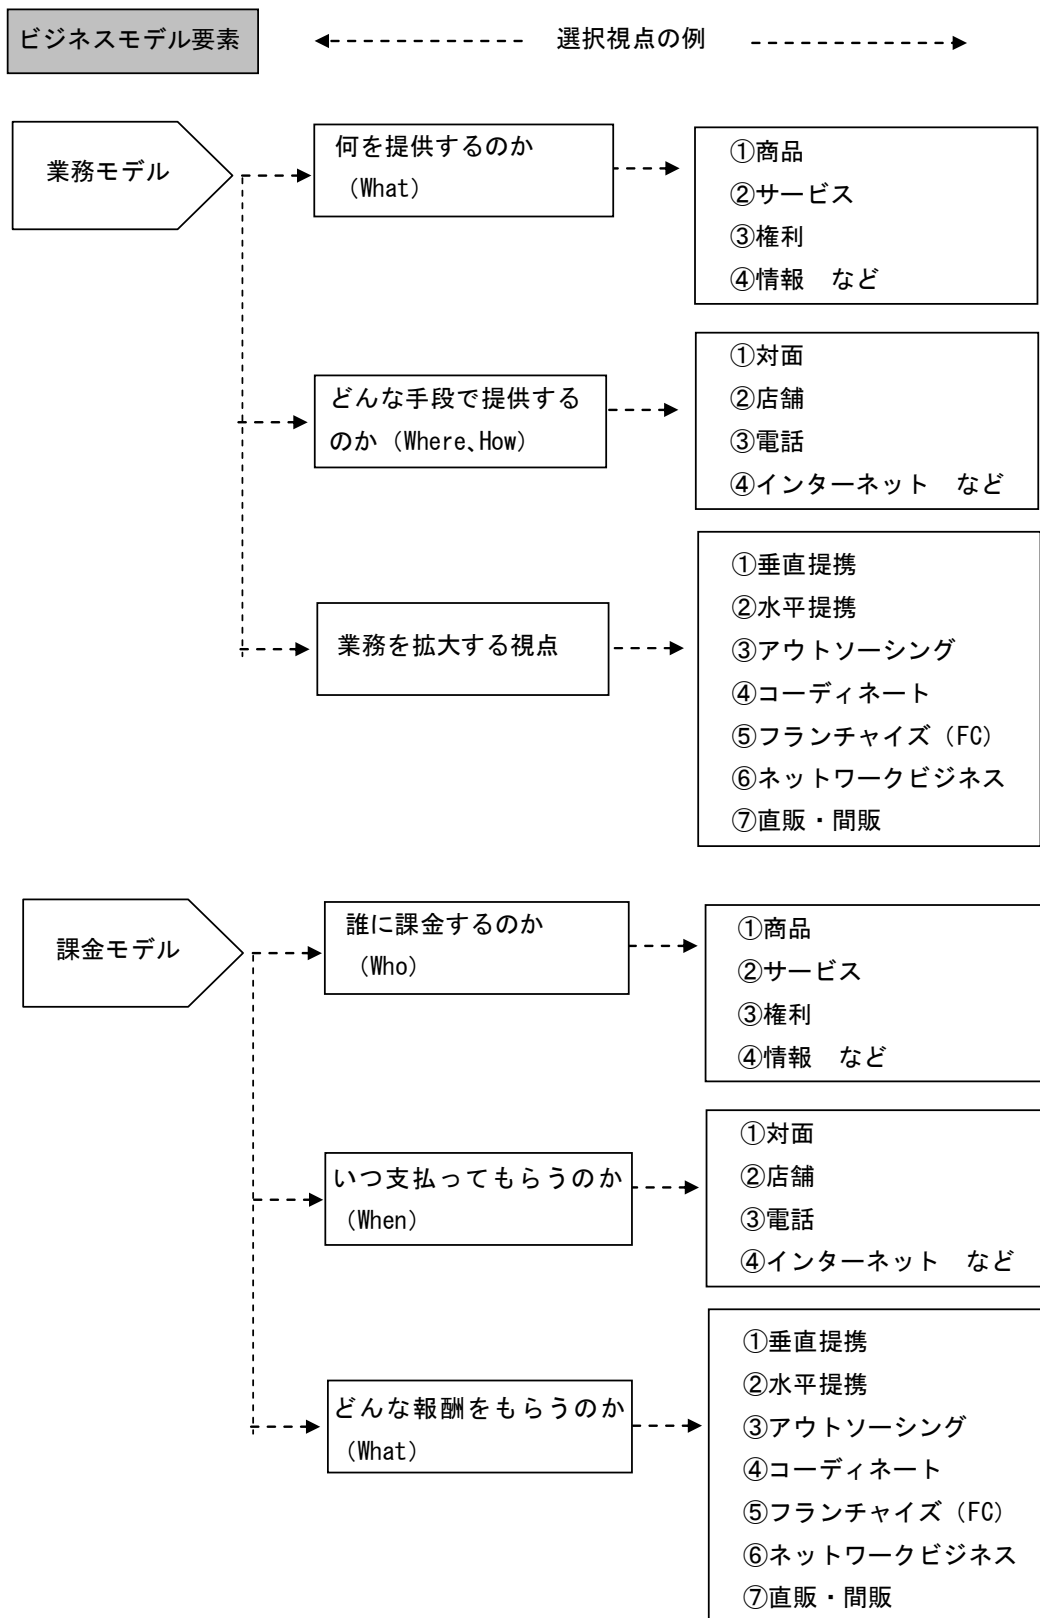 ビジネスモデル要素
選択視点の例
業務モデル
何を提供するのか
(What)
①商品
②サービス
③権利
④情報　など
どんな手段で提供する
のか（Where、How）
①対面
②店舗
③電話
④インターネット　など
業務を拡大する視点
①垂直提携
②水平提携
③アウトソーシング
④コーディネート
⑤フランチャイズ（FC）
⑥ネットワークビジネス
⑦直販・間販
課金モデル
誰に課金するのか
（Who）
①商品
②サービス
③権利
④情報　など
いつ支払ってもらうのか
（When）
①対面
②店舗
③電話
④インターネット　など
どんな報酬をもらうのか
（What）
①垂直提携
②水平提携
③アウトソーシング
④コーディネート
⑤フランチャイズ（FC）
⑥ネットワークビジネス
⑦直販・間販